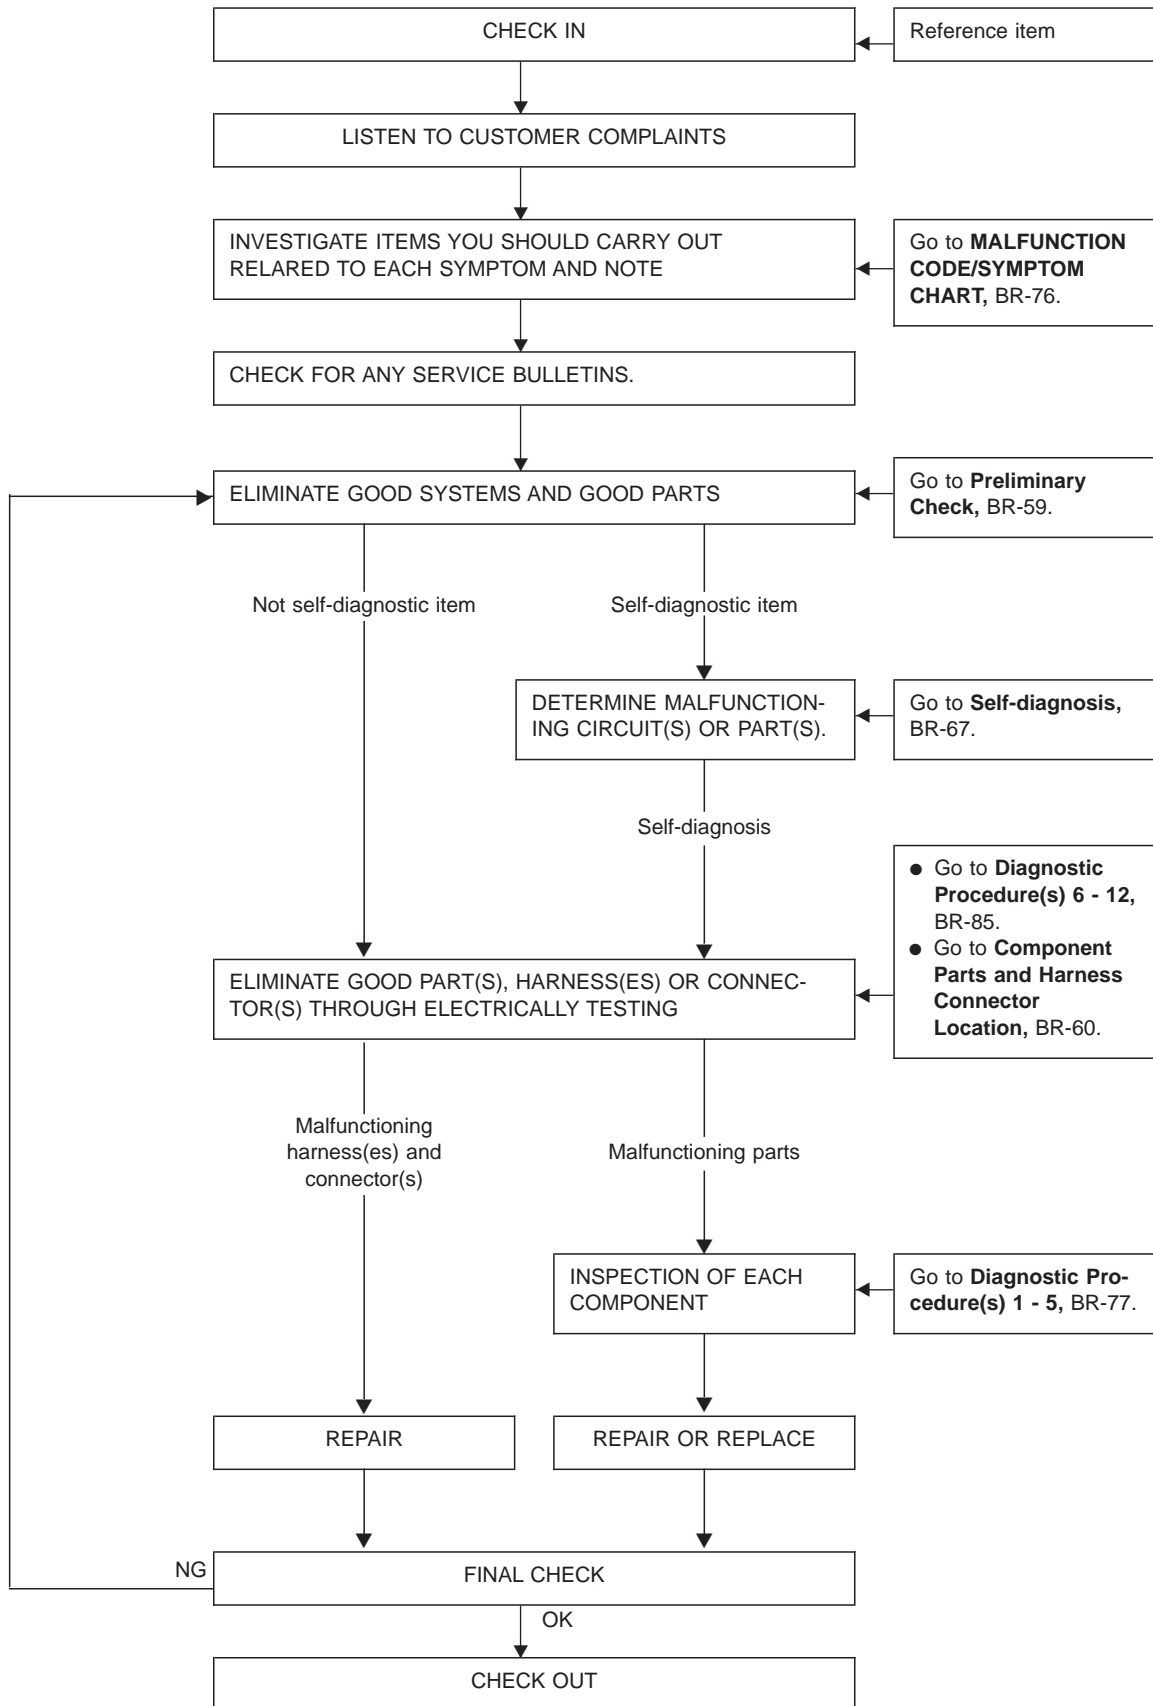 CHECK IN
Reference item
LISTEN TO CUSTOMER COMPLAINTS
INVESTIGATE ITEMS YOU SHOULD CARRY OUT
RELARED TO EACH SYMPTOM AND NOTE
Go to MALFUNCTION
CODE/SYMPTOM
CHART, BR-76.
CHECK FOR ANY SERVICE BULLETINS.
ELIMINATE GOOD SYSTEMS AND GOOD PARTS
Go to Preliminary
Check, BR-59.
Not self-diagnostic item
Self-diagnostic item
DETERMINE MALFUNCTION-
ING CIRCUIT(S) OR PART(S).
Go to Self-diagnosis,
BR-67.
Self-diagnosis
● Go to Diagnostic
Procedure(s) 6 - 12,
BR-85.
● Go to Component
Parts and Harness
Connector
Location, BR-60.
ELIMINATE GOOD PART(S), HARNESS(ES) OR CONNEC-
TOR(S) THROUGH ELECTRICALLY TESTING
Malfunctioning
harness(es) and
connector(s)
Malfunctioning parts
INSPECTION OF EACH
COMPONENT
Go to Diagnostic Pro-
cedure(s) 1 - 5, BR-77.
REPAIR
REPAIR OR REPLACE
NG
FINAL CHECK
OK
CHECK OUT